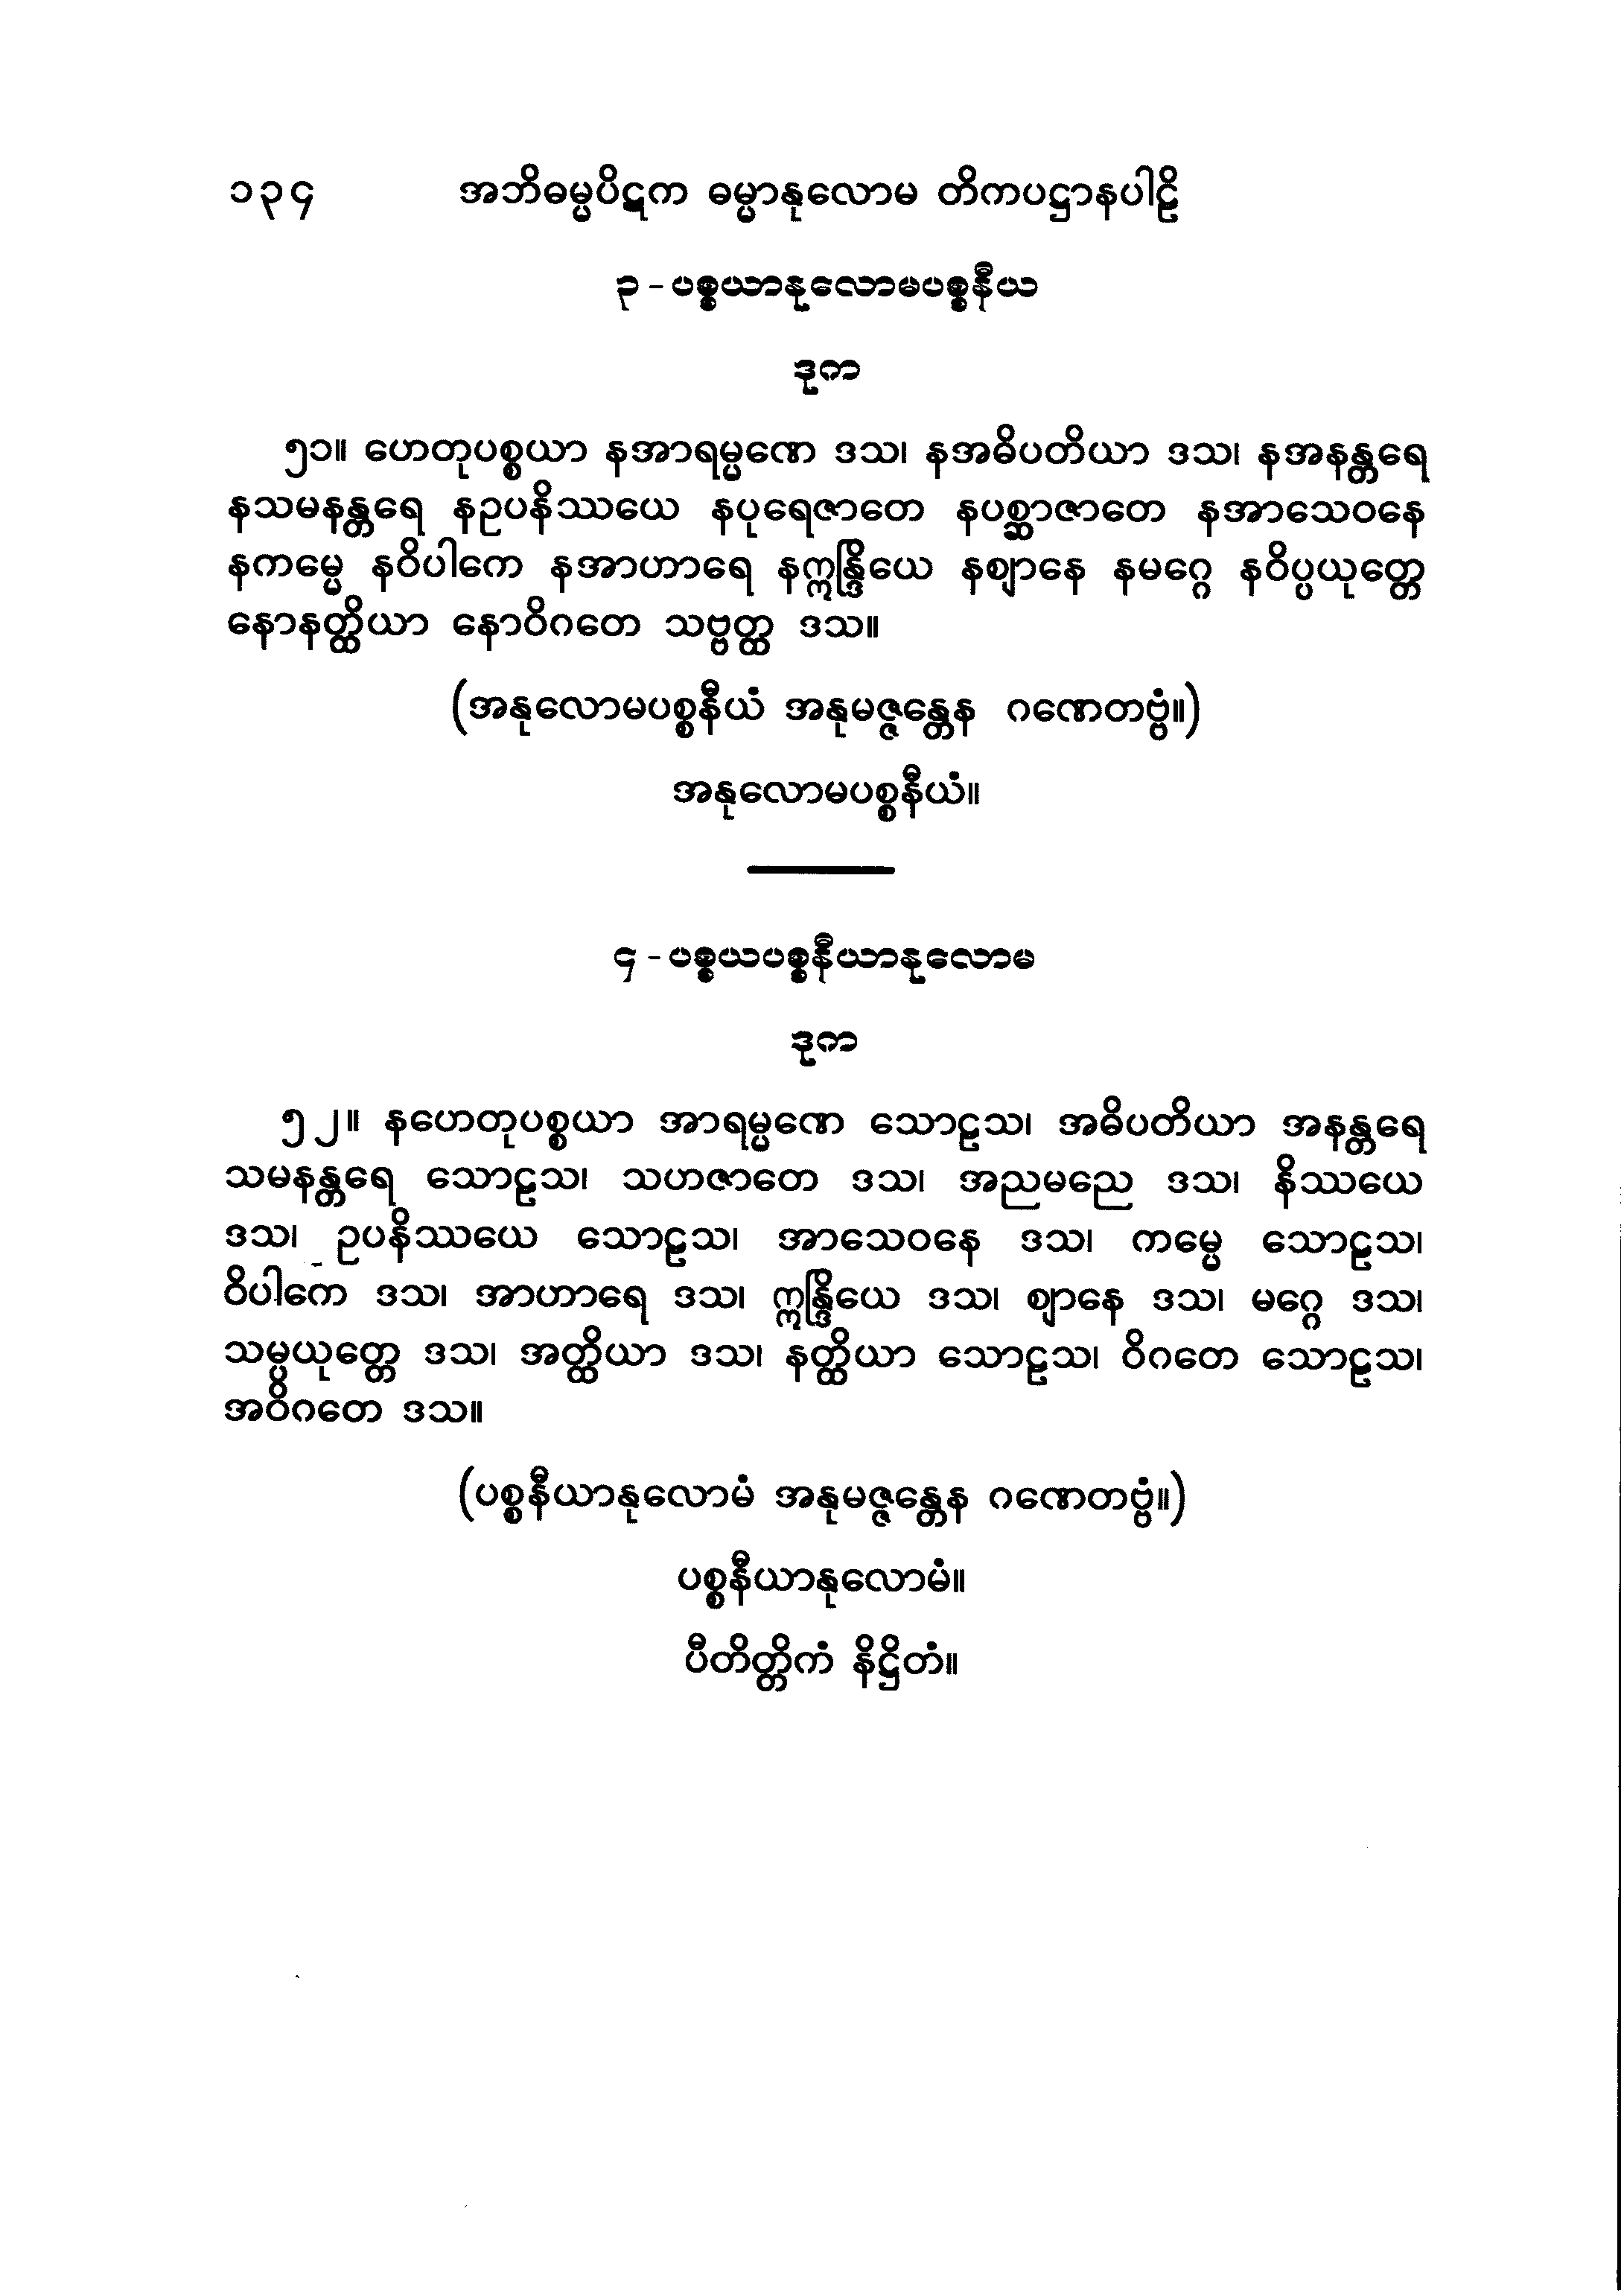 ၁၃၄ အဘိဓမ္မပိဋက ဓမ္မာနုလောမ တိကပဋ္ဌာနပါဠိ
၃-ပစ္စယာနုလောမပစ္စနီယ
ဒုက
၅၁။ ဟေတုပစ္စယာ နအာရမ္မဏေ ဒသ၊ နအဓိပတိယာ ဒသ၊ နအနန္တရေ
နသမနန္တရေ နဥပနိဿယေ နပုရေဇာတေ နပစ္ဆာဇာတေ နအာသေဝနေ
နကမ္မေ နဝိပါကေ နအာဟာရေ နဣန္ဒြိယေ နဈာနေ နမဂ္ဂေ နဝိပ္ပယုတ္တေ
နောနတ္ထိယာ နောဝိဂတေ သဗ္ဗတ္ထ ဒသ။
(အနုလောမပစ္စနီယံ အနုမဇ္ဇန္တေန ဂဏေတဗ္ဗံ။)
အနုလောမပစ္စနီယံ။
၄-ပစ္စယပစ္စနီယာနုလောမ
ဒုက
၅၂။ နဟေတုပစ္စယာ အာရမ္မဏေ သောဠသ၊ အဓိပတိယာ အနန္တရေ
သမနန္တရေ သောဠသ၊ သဟဇာတေ ဒသ၊ အညမညေ ဒသ၊ နိဿယေ
ဒသ၊ ဥပနိဿယေ သောဠသ၊ အာသေဝနေ ဒသ၊ ကမ္မေ သောဠသ၊
ဝိပါကေ ဒသ၊ အာဟာရေ ဒသ၊ ဣန္ဒြိယေ ဒသ၊ ဈာနေ ဒသ၊ မဂ္ဂေ ဒသ၊
သမ္ပယုတ္တေ ဒသ၊ အတ္ထိယာ ဒသ၊ နတ္ထိယာ သောဠသ၊ ဝိဂတေ သောဠသ၊
အဝိဂတေ ဒသ။
(ပစ္စနီယာနုလောမံ အနုမဇ္ဇန္တေန ဂဏေတဗ္ဗံ။)
ပစ္စနီယာနုလောမံ။
ပီတိတ္တိကံ နိဋ္ဌိတံ။